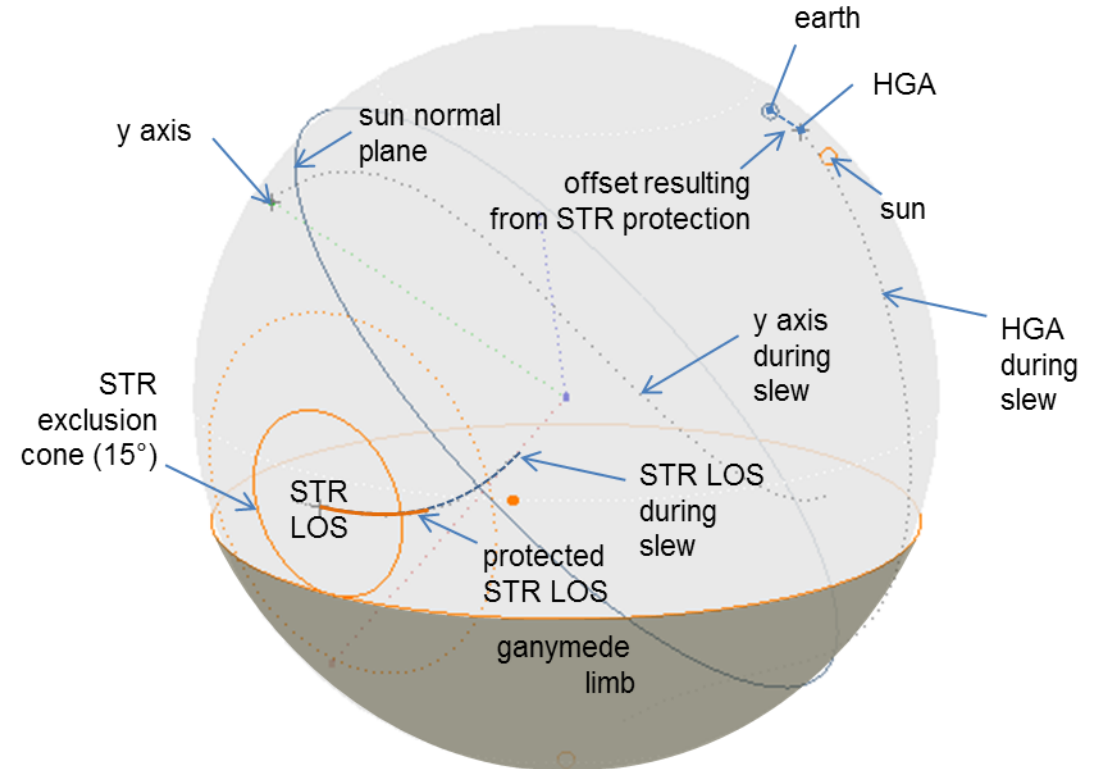 earth
HGA
y axis
sun normal
plane
offset resulting
from STR protection
sun
y axis
during
slew
HGA
during
slew
STR
exclusion
cone (15°)
STR
LOS
STR LOS
during
slew
protected
STR LOS
ganymede
limb